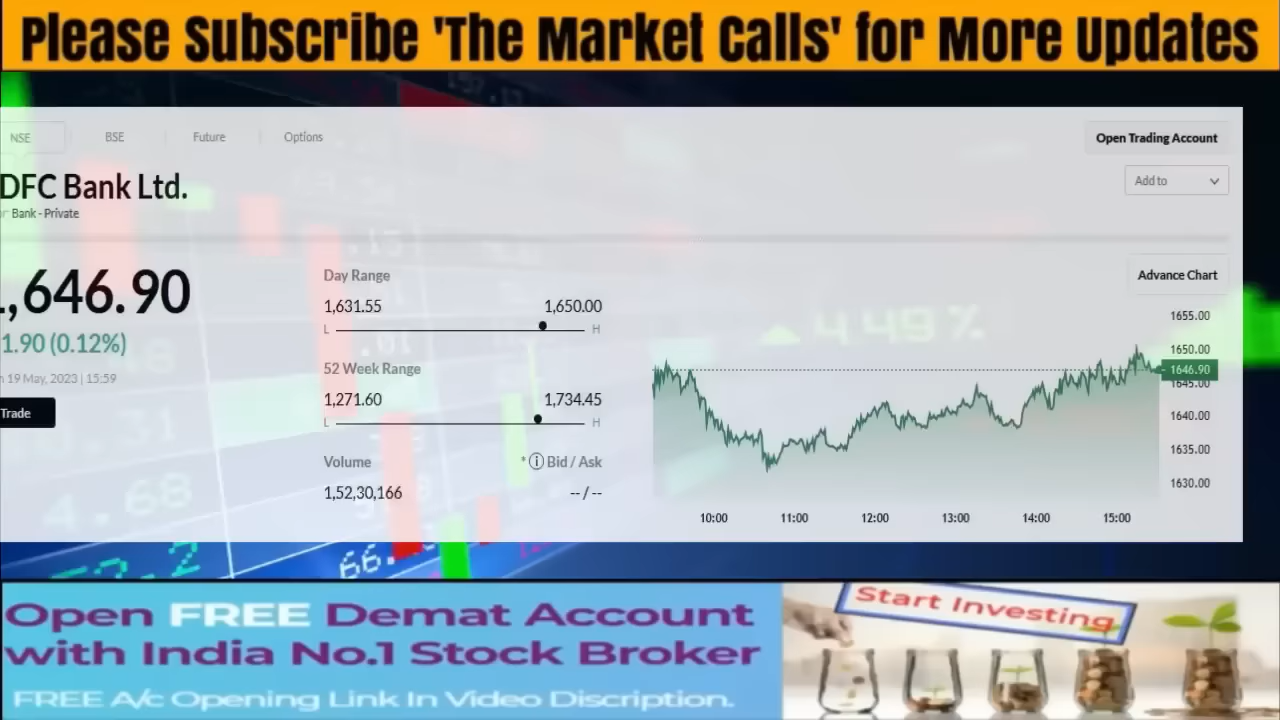 Please Subscribe 'The Market Calls' for More Updates
NSE BSE Future Options
Open Trading Account
DFC Bank Ltd.
Add to
Bank - Private
Day Range
Advance Chart
,646.90
1,631.55 1,650.00
L H
1.90 (0.12%)
52 Week Range
19 May, 2023 | 15:59
1,271.60 1,734.45
L H
Trade
Volume * i Bid / Ask
1,52,30,166 -- / --
1655.00
1650.00
1646.90
1645.00
1640.00
1635.00
1630.00
10:00 11:00 12:00 13:00 14:00 15:00
4.49%
4.68
66.
Open FREE Demat Account
with India No.1 Stock Broker
FREE A/c Opening Link In Video Discription.
Start Investing